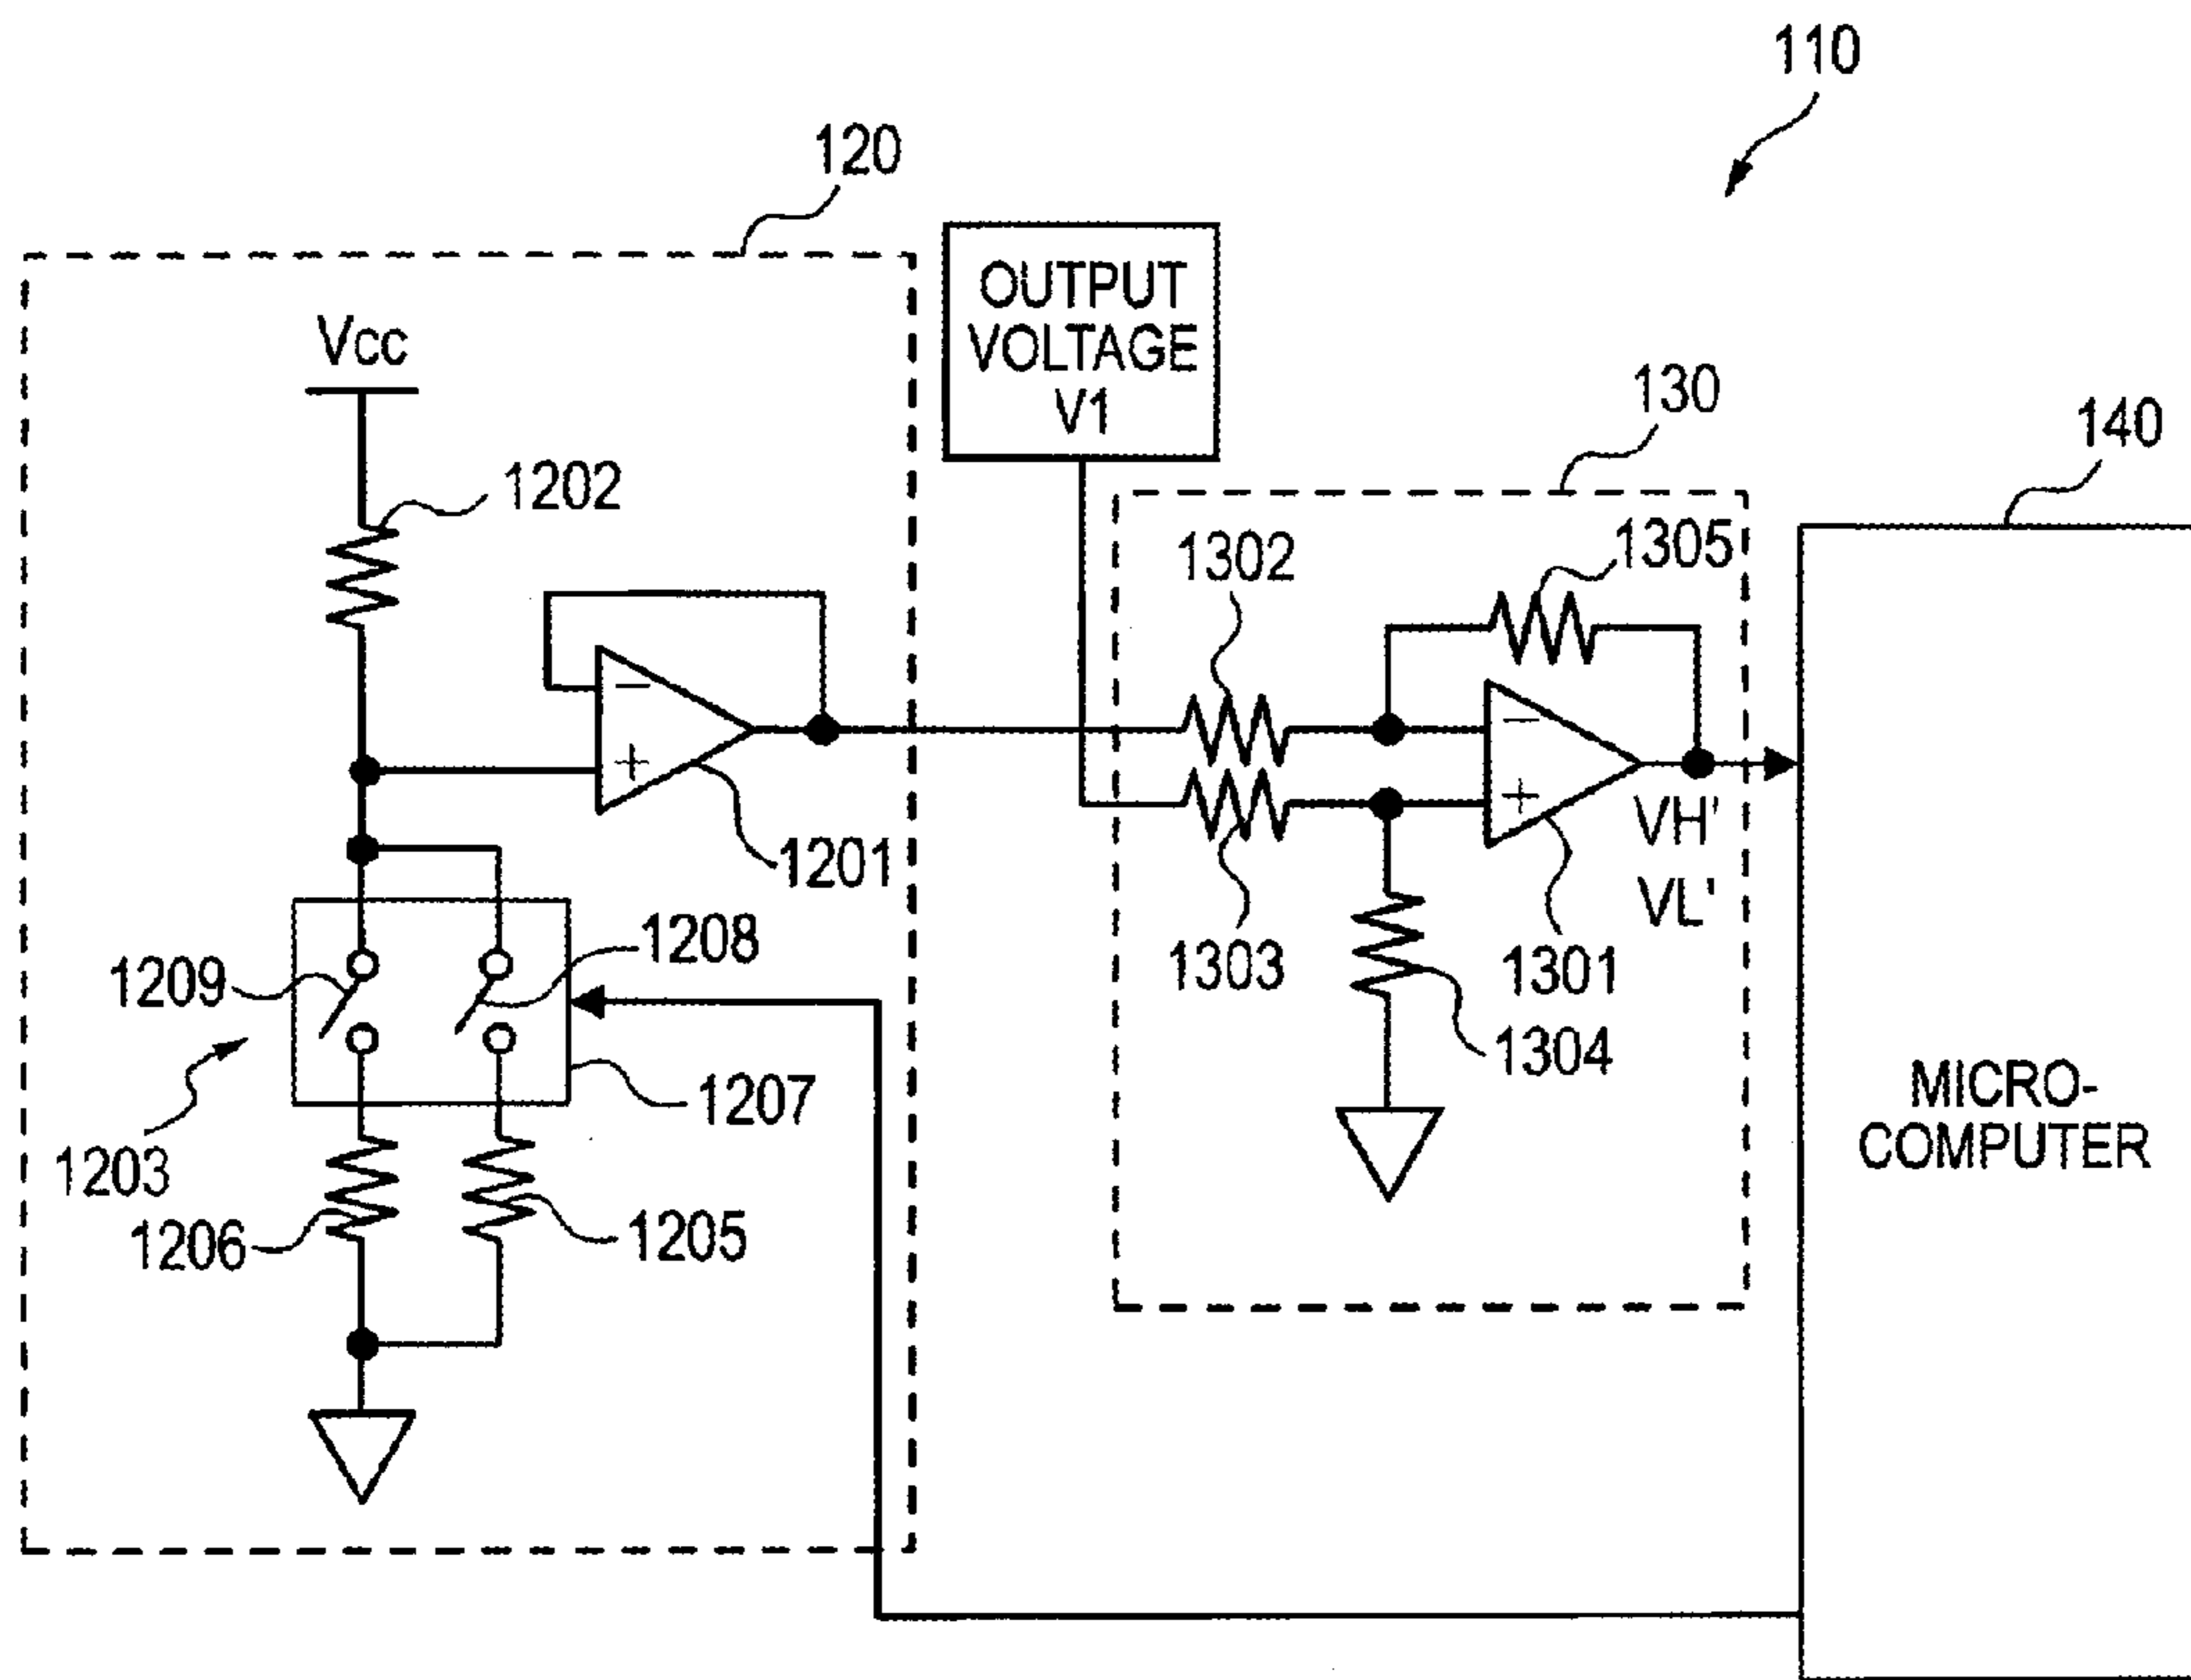 110
120
OUTPUT
VOLTAGE
V1
Vcc
130
140
1202
1302
1305
−
+
1201
−
+
VH'
VL'
1303
1301
1304
1209
1208
1207
1203
1206
1205
MICRO-
COMPUTER